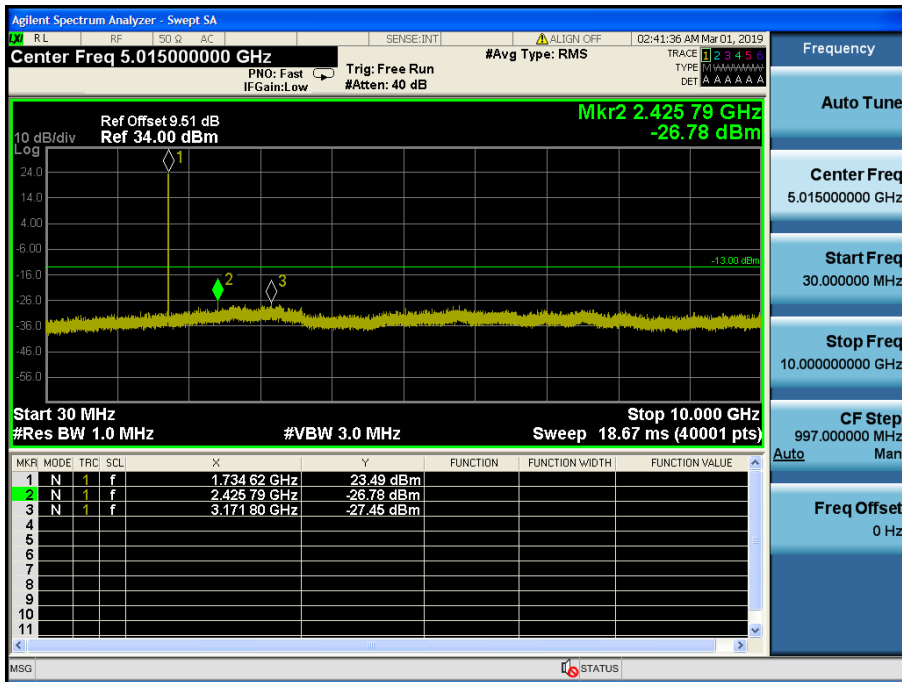 Agilent Spectrum Analyzer - Swept SA
LXI RL RF 50 Ω AC SENSE:INT ALIGN OFF 02:41:36 AM Mar 01, 2019
Center Freq 5.015000000 GHz
PNO: Fast
IFGain:Low
Trig: Free Run
#Atten: 40 dB
#Avg Type: RMS
TRACE 1 2 3 4 5 6
TYPE M W W W W W
DET A A A A A A
Frequency
Auto Tune
Center Freq
5.015000000 GHz
Start Freq
30.000000 MHz
Stop Freq
10.000000000 GHz
CF Step
997.000000 MHz
Auto Man
Freq Offset
0 Hz
Mkr2 2.425 79 GHz
-26.78 dBm
Ref Offset 9.51 dB
10 dB/div Ref 34.00 dBm
Log
1
24.0
14.0
4.00
-6.00
-13.00 dBm
-16.0
2
3
-26.0
-36.0
-46.0
-56.0
Start 30 MHz Stop 10.000 GHz
#Res BW 1.0 MHz #VBW 3.0 MHz Sweep 18.67 ms (40001 pts)
MKR MODE TRC SCL X Y FUNCTION FUNCTION WIDTH FUNCTION VALUE
1 N 1 f 1.734 62 GHz 23.49 dBm
2 N 1 f 2.425 79 GHz -26.78 dBm
3 N 1 f 3.171 80 GHz -27.45 dBm
4
5
6
7
8
9
10
11
MSG STATUS